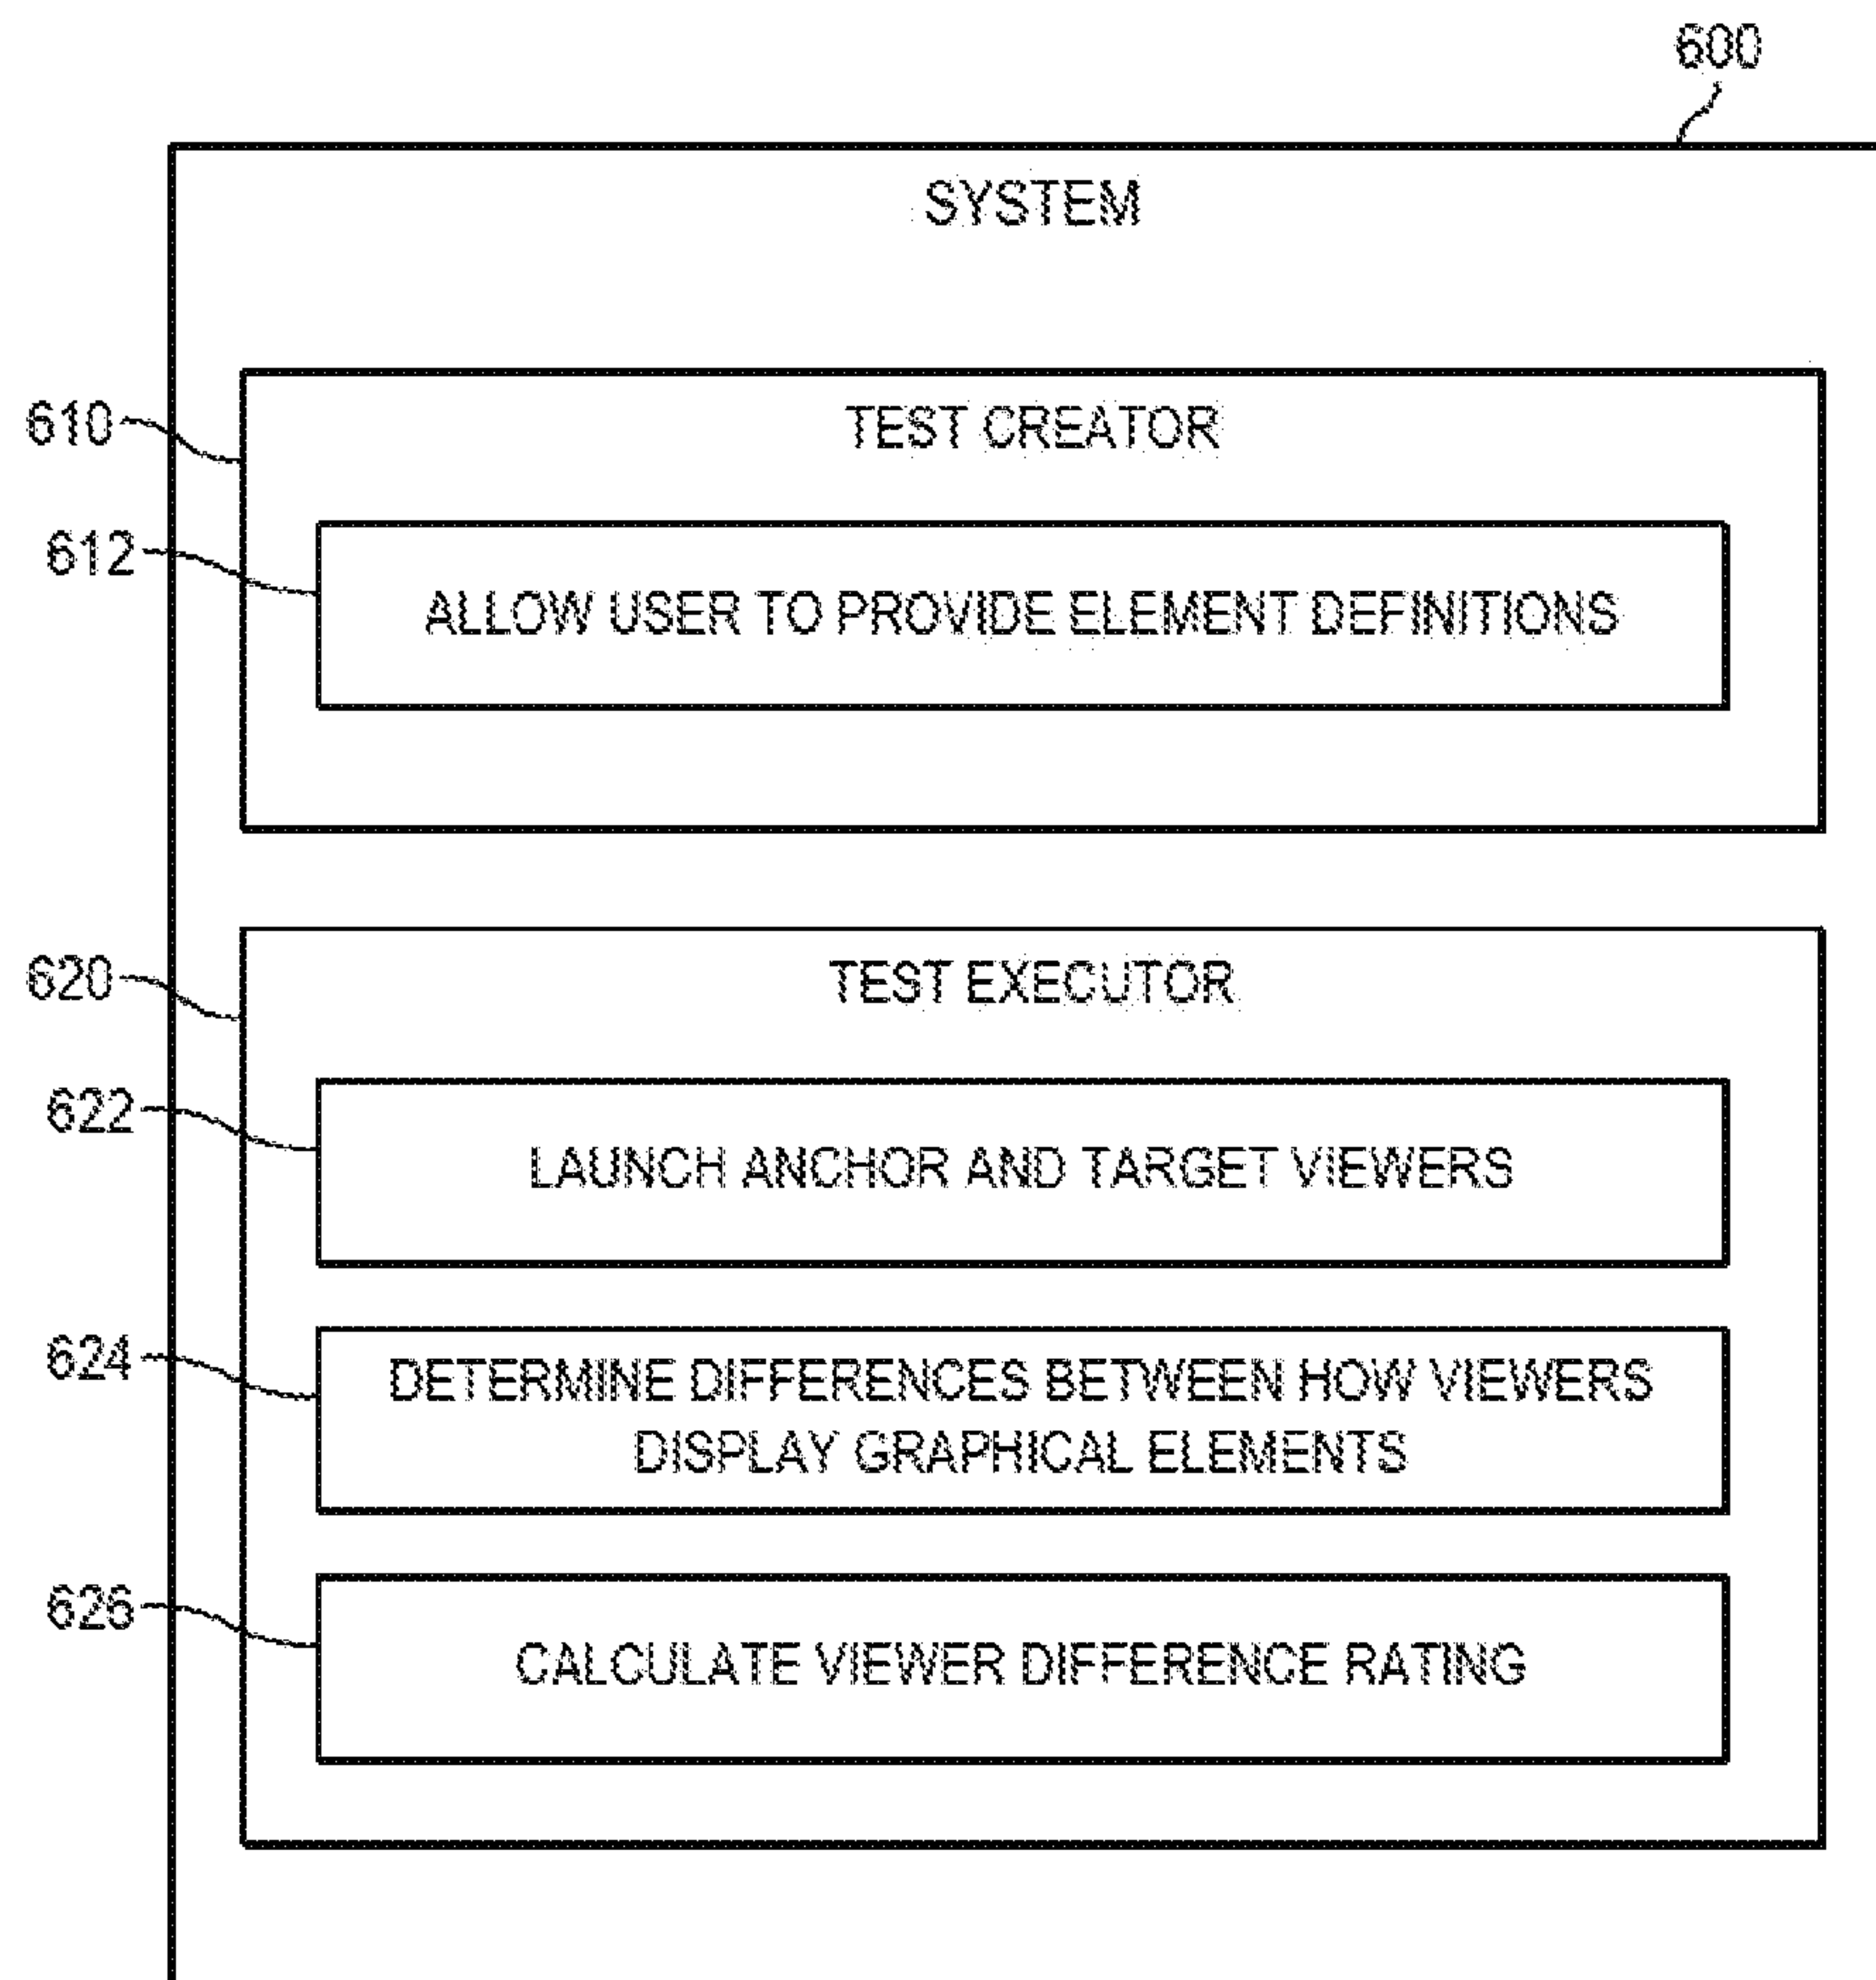 600
SYSTEM
610
TEST CREATOR
612
ALLOW USER TO PROVIDE ELEMENT DEFINITIONS
620
TEST EXECUTOR
622
LAUNCH ANCHOR AND TARGET VIEWERS
624
DETERMINE DIFFERENCES BETWEEN HOW VIEWERS
DISPLAY GRAPHICAL ELEMENTS
626
CALCULATE VIEWER DIFFERENCE RATING